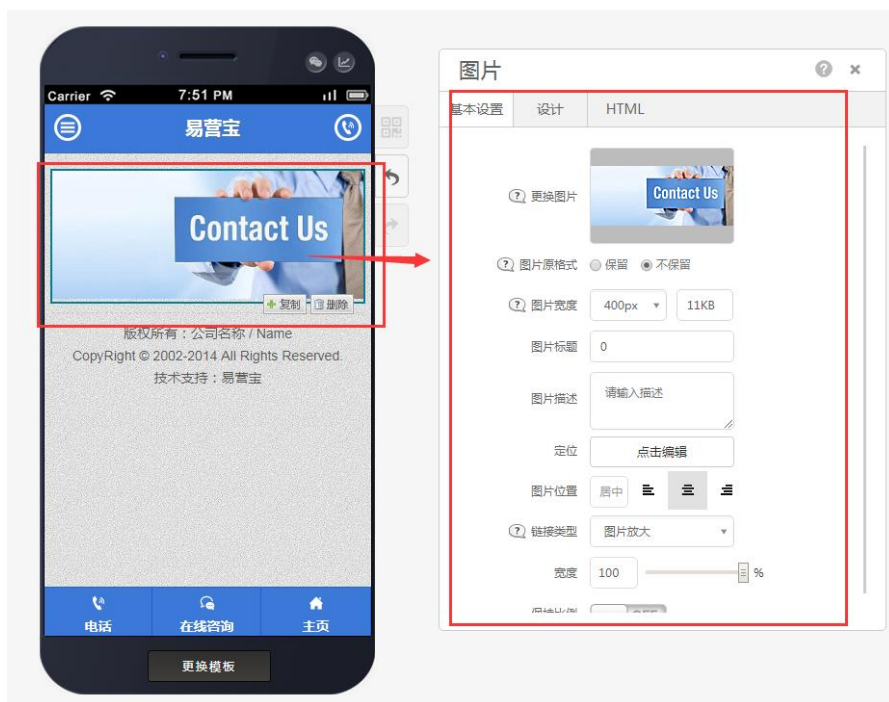 Carrier 7:51 PM
易营宝
Contact Us
复制 删除
版权所有：公司名称 / Name
CopyRight © 2002-2014 All Rights Reserved.
技术支持：易营宝
电话 在线咨询 主页
更换模板
图片
基本设置 设计 HTML
更换图片
Contact Us
图片原格式 保留 不保留
图片宽度 400px 11KB
图片标题 0
图片描述 请输入描述
定位 点击编辑
图片位置 居中
链接类型 图片放大
宽度 100 %
保持比例 OFF